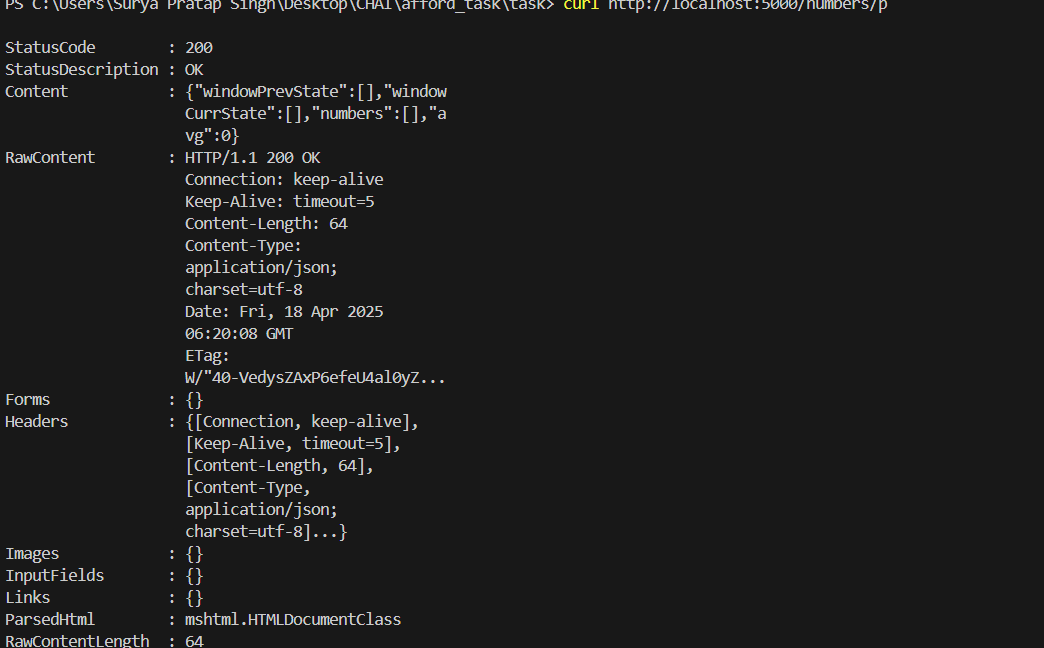 PS C:\Users\Surya Pratap Singh\Desktop\CHAI\afford_task\task> curl http://localhost:5000/numbers/p
StatusCode        : 200
StatusDescription : OK
Content           : {"windowPrevState":[],"window
                    CurrState":[],"numbers":[],"a
                    vg":0}
RawContent        : HTTP/1.1 200 OK
                    Connection: keep-alive
                    Keep-Alive: timeout=5
                    Content-Length: 64
                    Content-Type:
                    application/json;
                    charset=utf-8
                    Date: Fri, 18 Apr 2025
                    06:20:08 GMT
                    ETag:
                    W/"40-VedysZAxP6efeU4al0yZ...
Forms             : {}
Headers           : {[Connection, keep-alive],
                    [Keep-Alive, timeout=5],
                    [Content-Length, 64],
                    [Content-Type,
                    application/json;
                    charset=utf-8]...}
Images            : {}
InputFields       : {}
Links             : {}
ParsedHtml        : mshtml.HTMLDocumentClass
RawContentLength  : 64